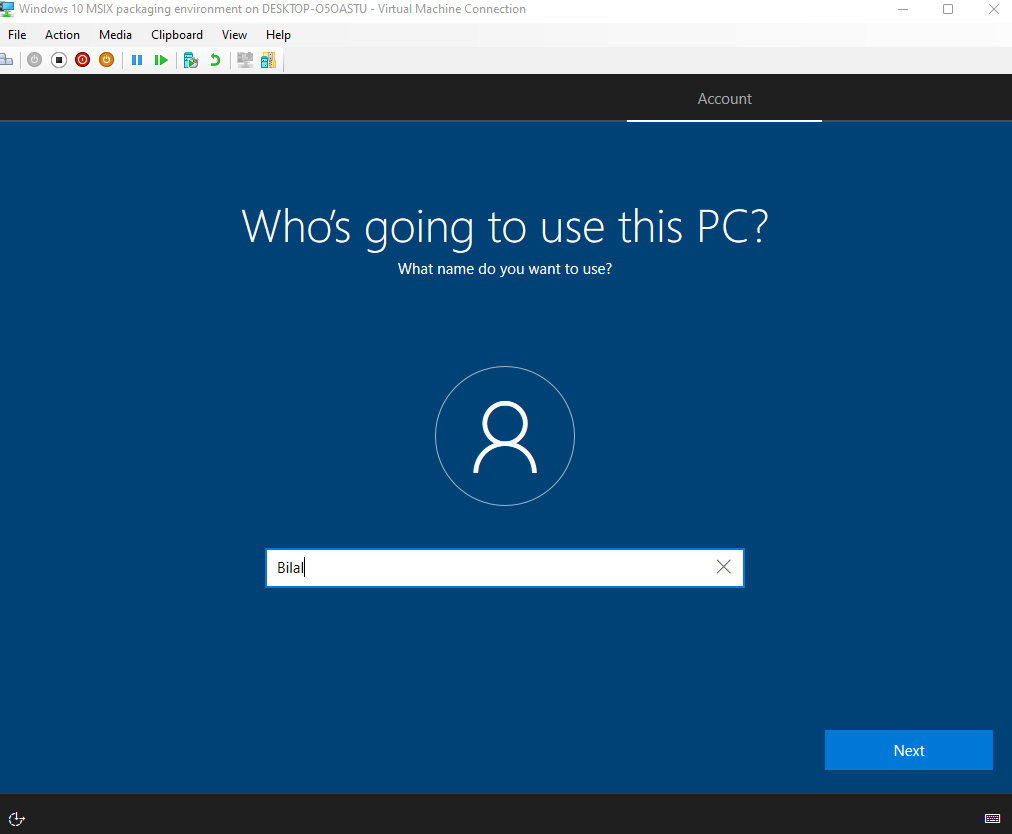 Windows 10 MSIX packaging environment on DESKTOP-O5OASTU - Virtual Machine Connection
File Action Media Clipboard View Help
Account
Who's going to use this PC?
What name do you want to use?
Bilal
Next